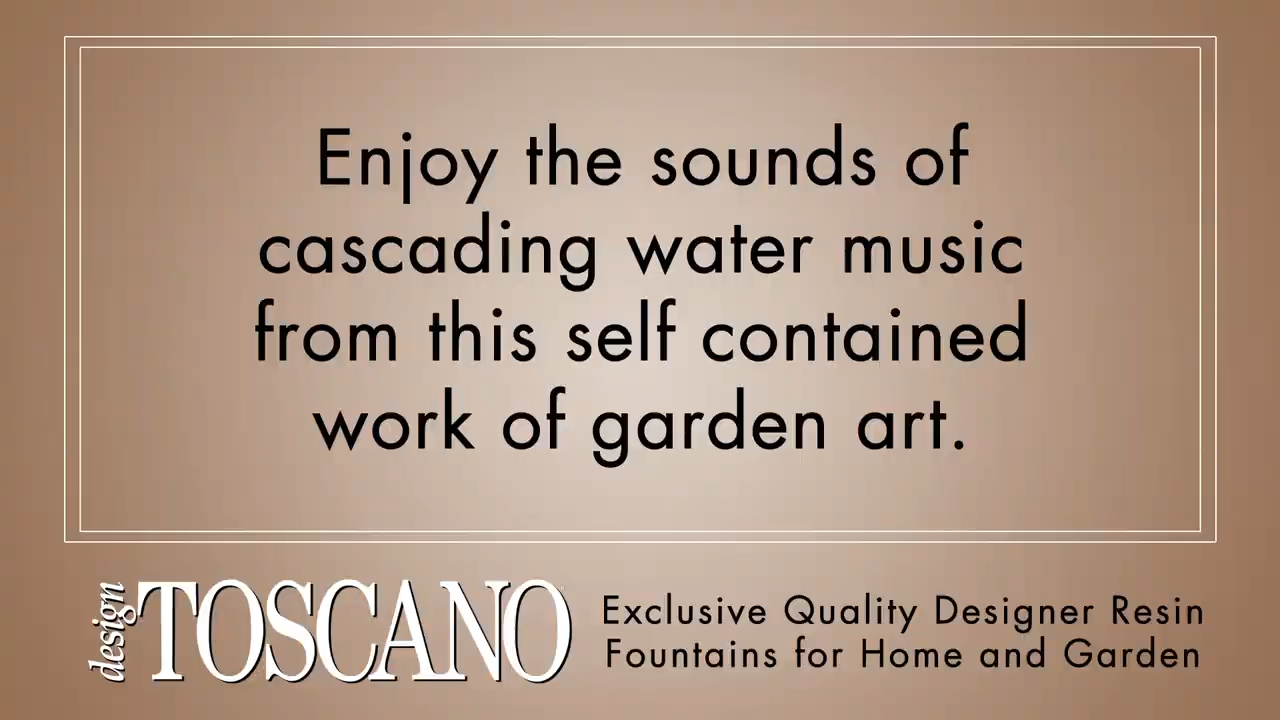 Enjoy the sounds of
cascading water music
from this self contained
work of garden art.
design TOSCANO
Exclusive Quality Designer Resin
Fountains for Home and Garden